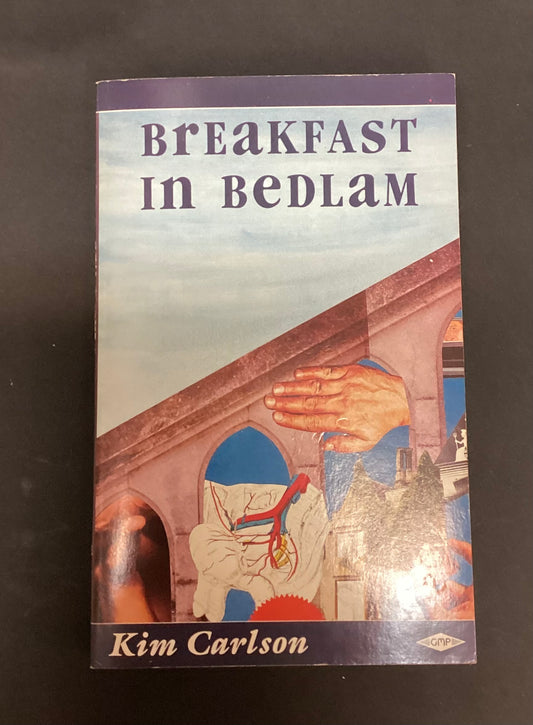 BrEaKFAST
In BeDLaM
Kim Carlson
GMP